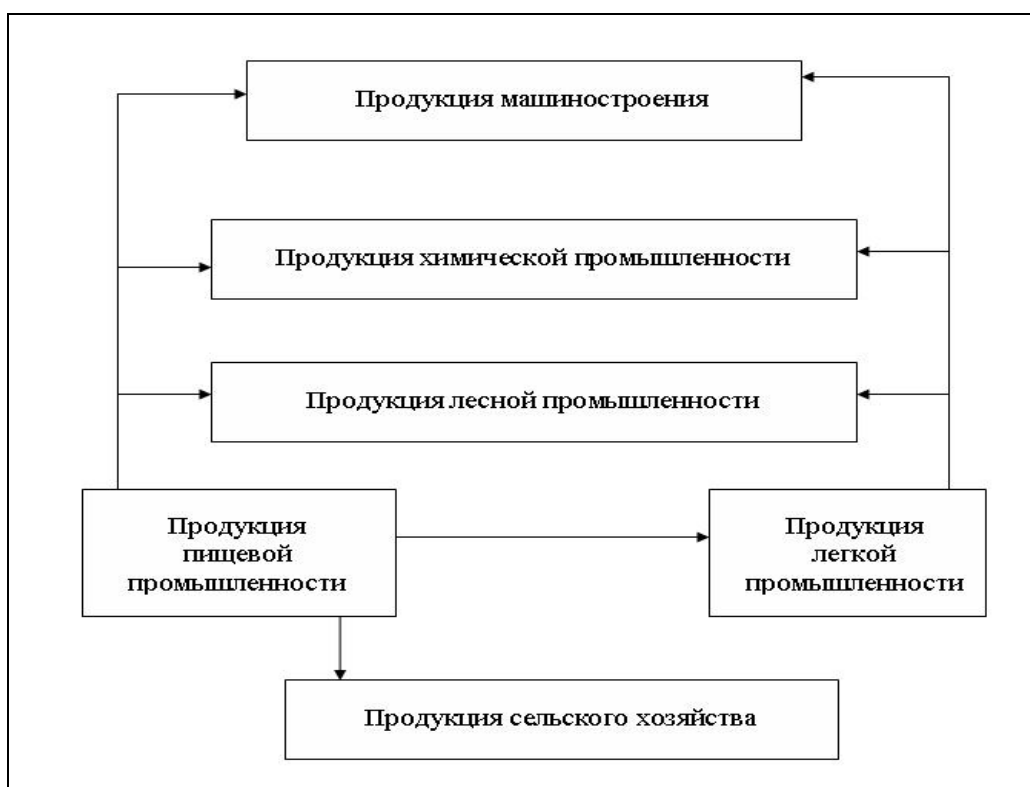 Продукция машиностроения
Продукция химической промышленности
Продукция лесной промышленности
Продукция
пищевой
промышленности
Продукция
легкой
промышленности
Продукция сельского хозяйства